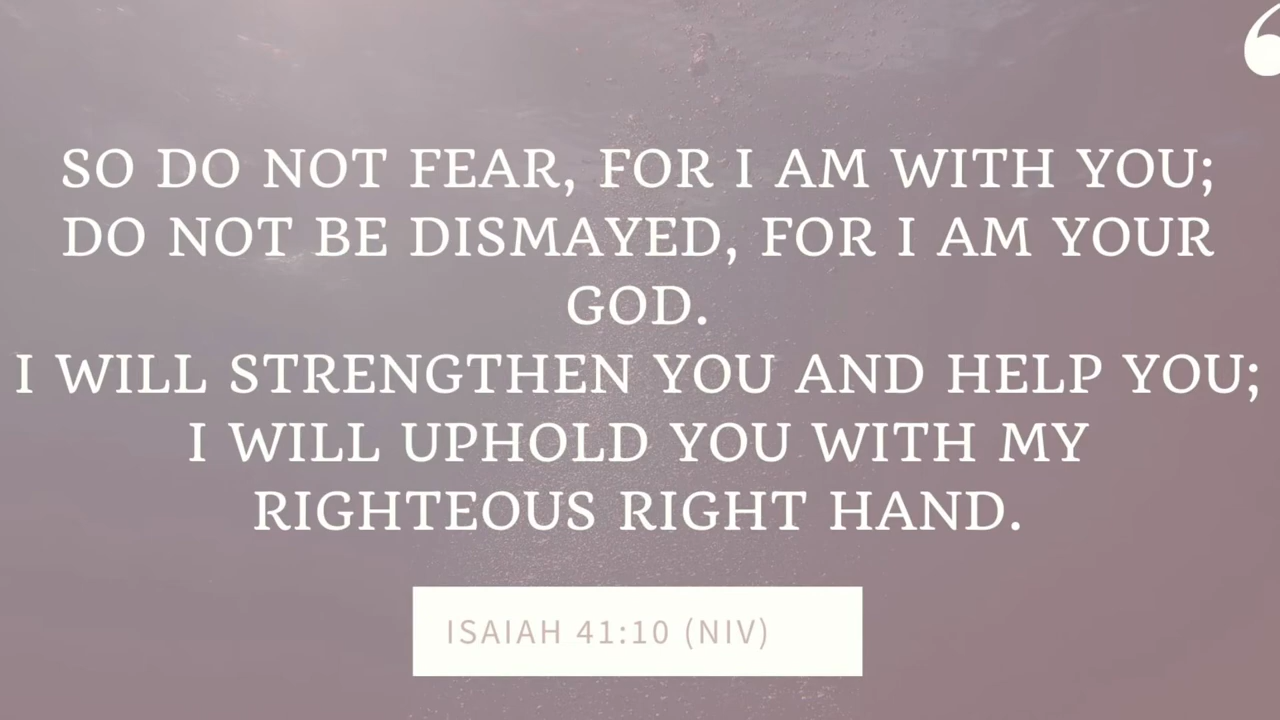 “
SO DO NOT FEAR, FOR I AM WITH YOU;
DO NOT BE DISMAYED, FOR I AM YOUR
GOD.
I WILL STRENGTHEN YOU AND HELP YOU;
I WILL UPHOLD YOU WITH MY
RIGHTEOUS RIGHT HAND.
ISAIAH 41:10 (NIV)